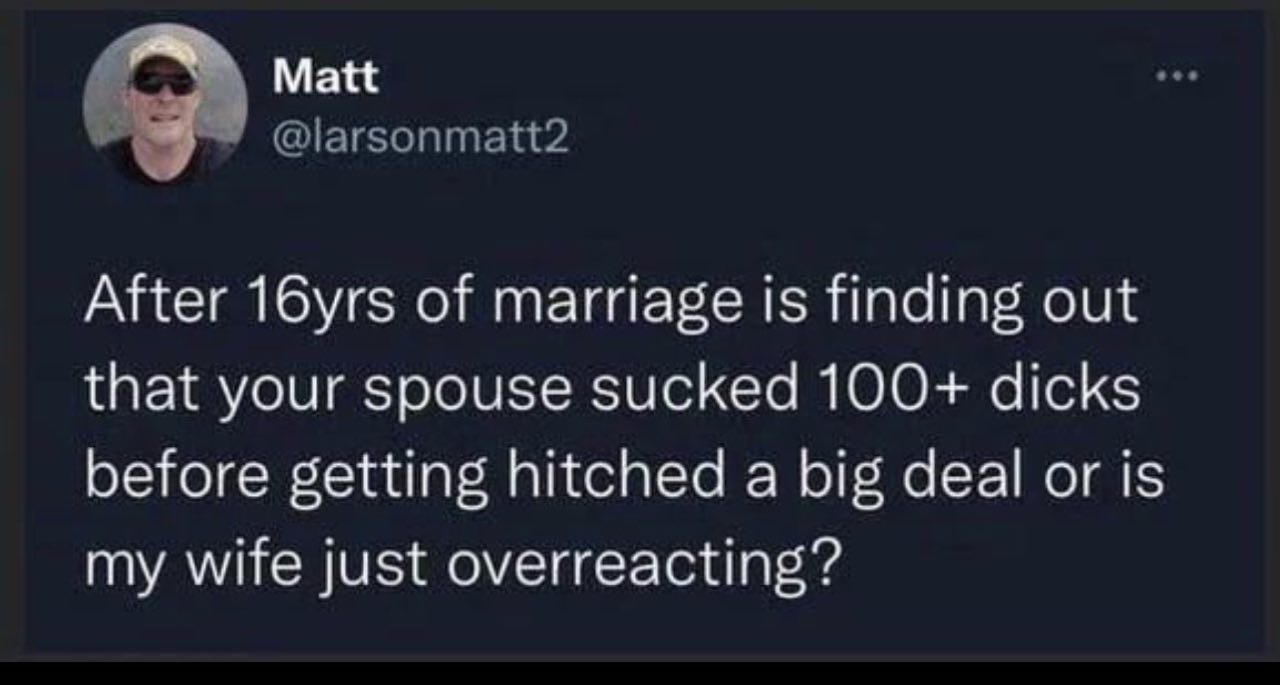 Matt
@larsonmatt2
After 16yrs of marriage is finding out
that your spouse sucked 100+ dicks
before getting hitched a big deal or is
my wife just overreacting?